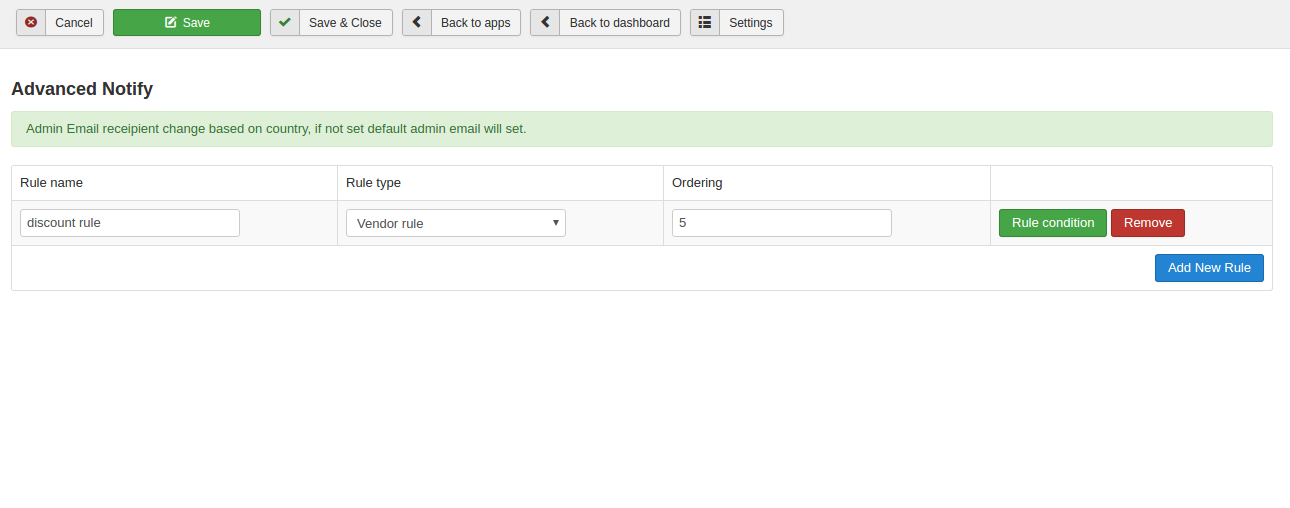 Cancel Save Save & Close Back to apps Back to dashboard Settings
Advanced Notify
Admin Email receipient change based on country, if not set default admin email will set.
Rule name Rule type Ordering
discount rule Vendor rule 5 Rule condition Remove
Add New Rule